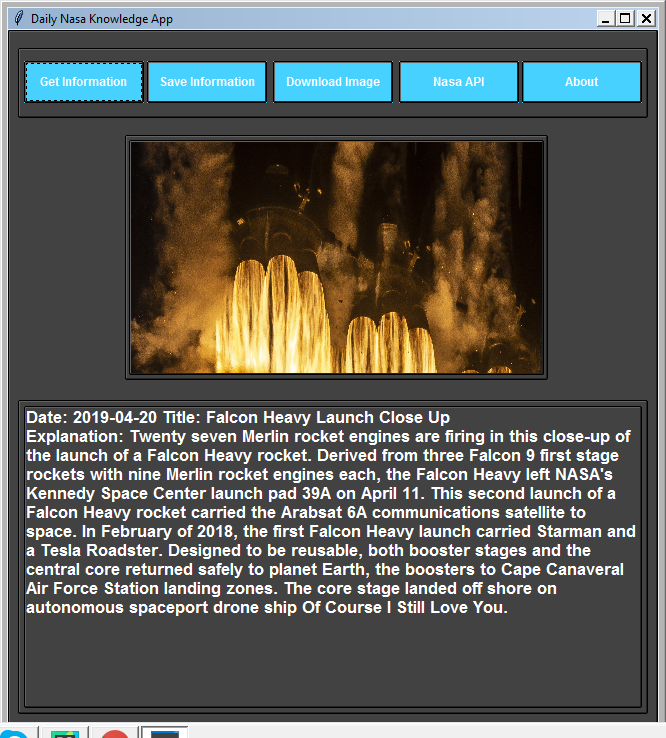 Daily Nasa Knowledge App
Get Information Save Information Download Image Nasa API About
Date: 2019-04-20 Title: Falcon Heavy Launch Close Up
Explanation: Twenty seven Merlin rocket engines are firing in this close-up of
the launch of a Falcon Heavy rocket. Derived from three Falcon 9 first stage
rockets with nine Merlin rocket engines each, the Falcon Heavy left NASA's
Kennedy Space Center launch pad 39A on April 11. This second launch of a
Falcon Heavy rocket carried the Arabsat 6A communications satellite to
space. In February of 2018, the first Falcon Heavy launch carried Starman and
a Tesla Roadster. Designed to be reusable, both booster stages and the
central core returned safely to planet Earth, the boosters to Cape Canaveral
Air Force Station landing zones. The core stage landed off shore on
autonomous spaceport drone ship Of Course I Still Love You.